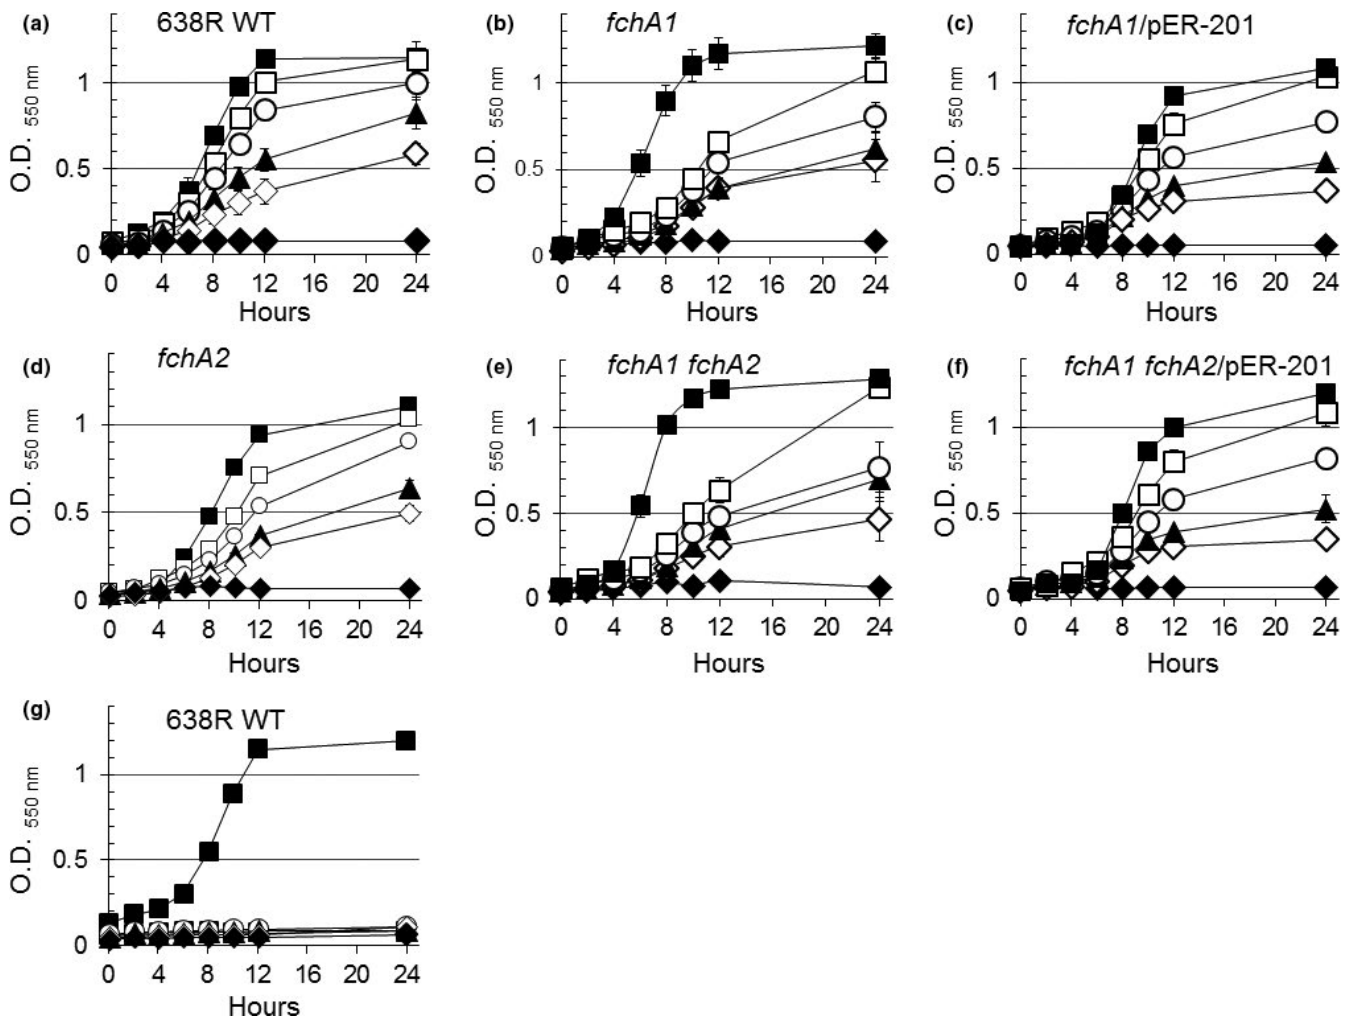 (a) 638R WT
O.D. 550 nm
1
0.5
0
0 4 8 12 16 20 24
Hours
(b) fchA1
O.D. 550 nm
1
0.5
0
0 4 8 12 16 20 24
Hours
(c) fchA1/pER-201
O.D. 550 nm
1
0.5
0
0 4 8 12 16 20 24
Hours
(d) fchA2
O.D. 550 nm
1
0.5
0
0 4 8 12 16 20 24
Hours
(e) fchA1 fchA2
O.D. 550 nm
1
0.5
0
0 4 8 12 16 20 24
Hours
(f) fchA1 fchA2/pER-201
O.D. 550 nm
1
0.5
0
0 4 8 12 16 20 24
Hours
(g) 638R WT
O.D. 550 nm
1
0.5
0
0 4 8 12 16 20 24
Hours